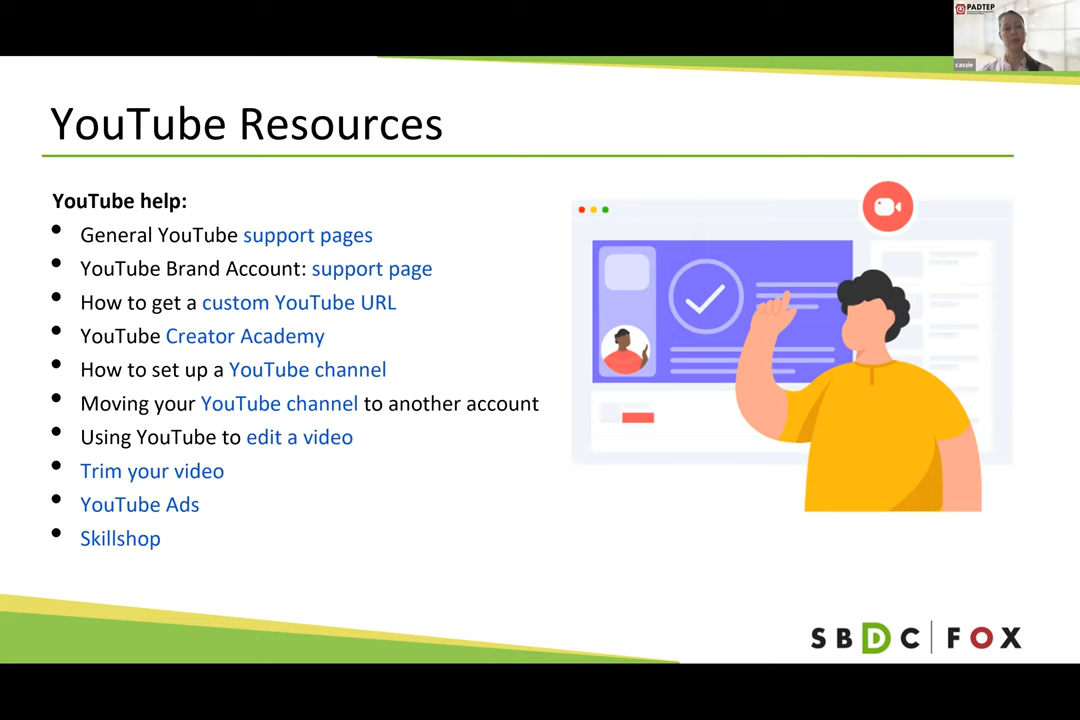 PADTEP
cassie
YouTube Resources
YouTube help:
• General YouTube support pages
• YouTube Brand Account: support page
• How to get a custom YouTube URL
• YouTube Creator Academy
• How to set up a YouTube channel
• Moving your YouTube channel to another account
• Using YouTube to edit a video
• Trim your video
• YouTube Ads
• Skillshop
SBDC | FOX